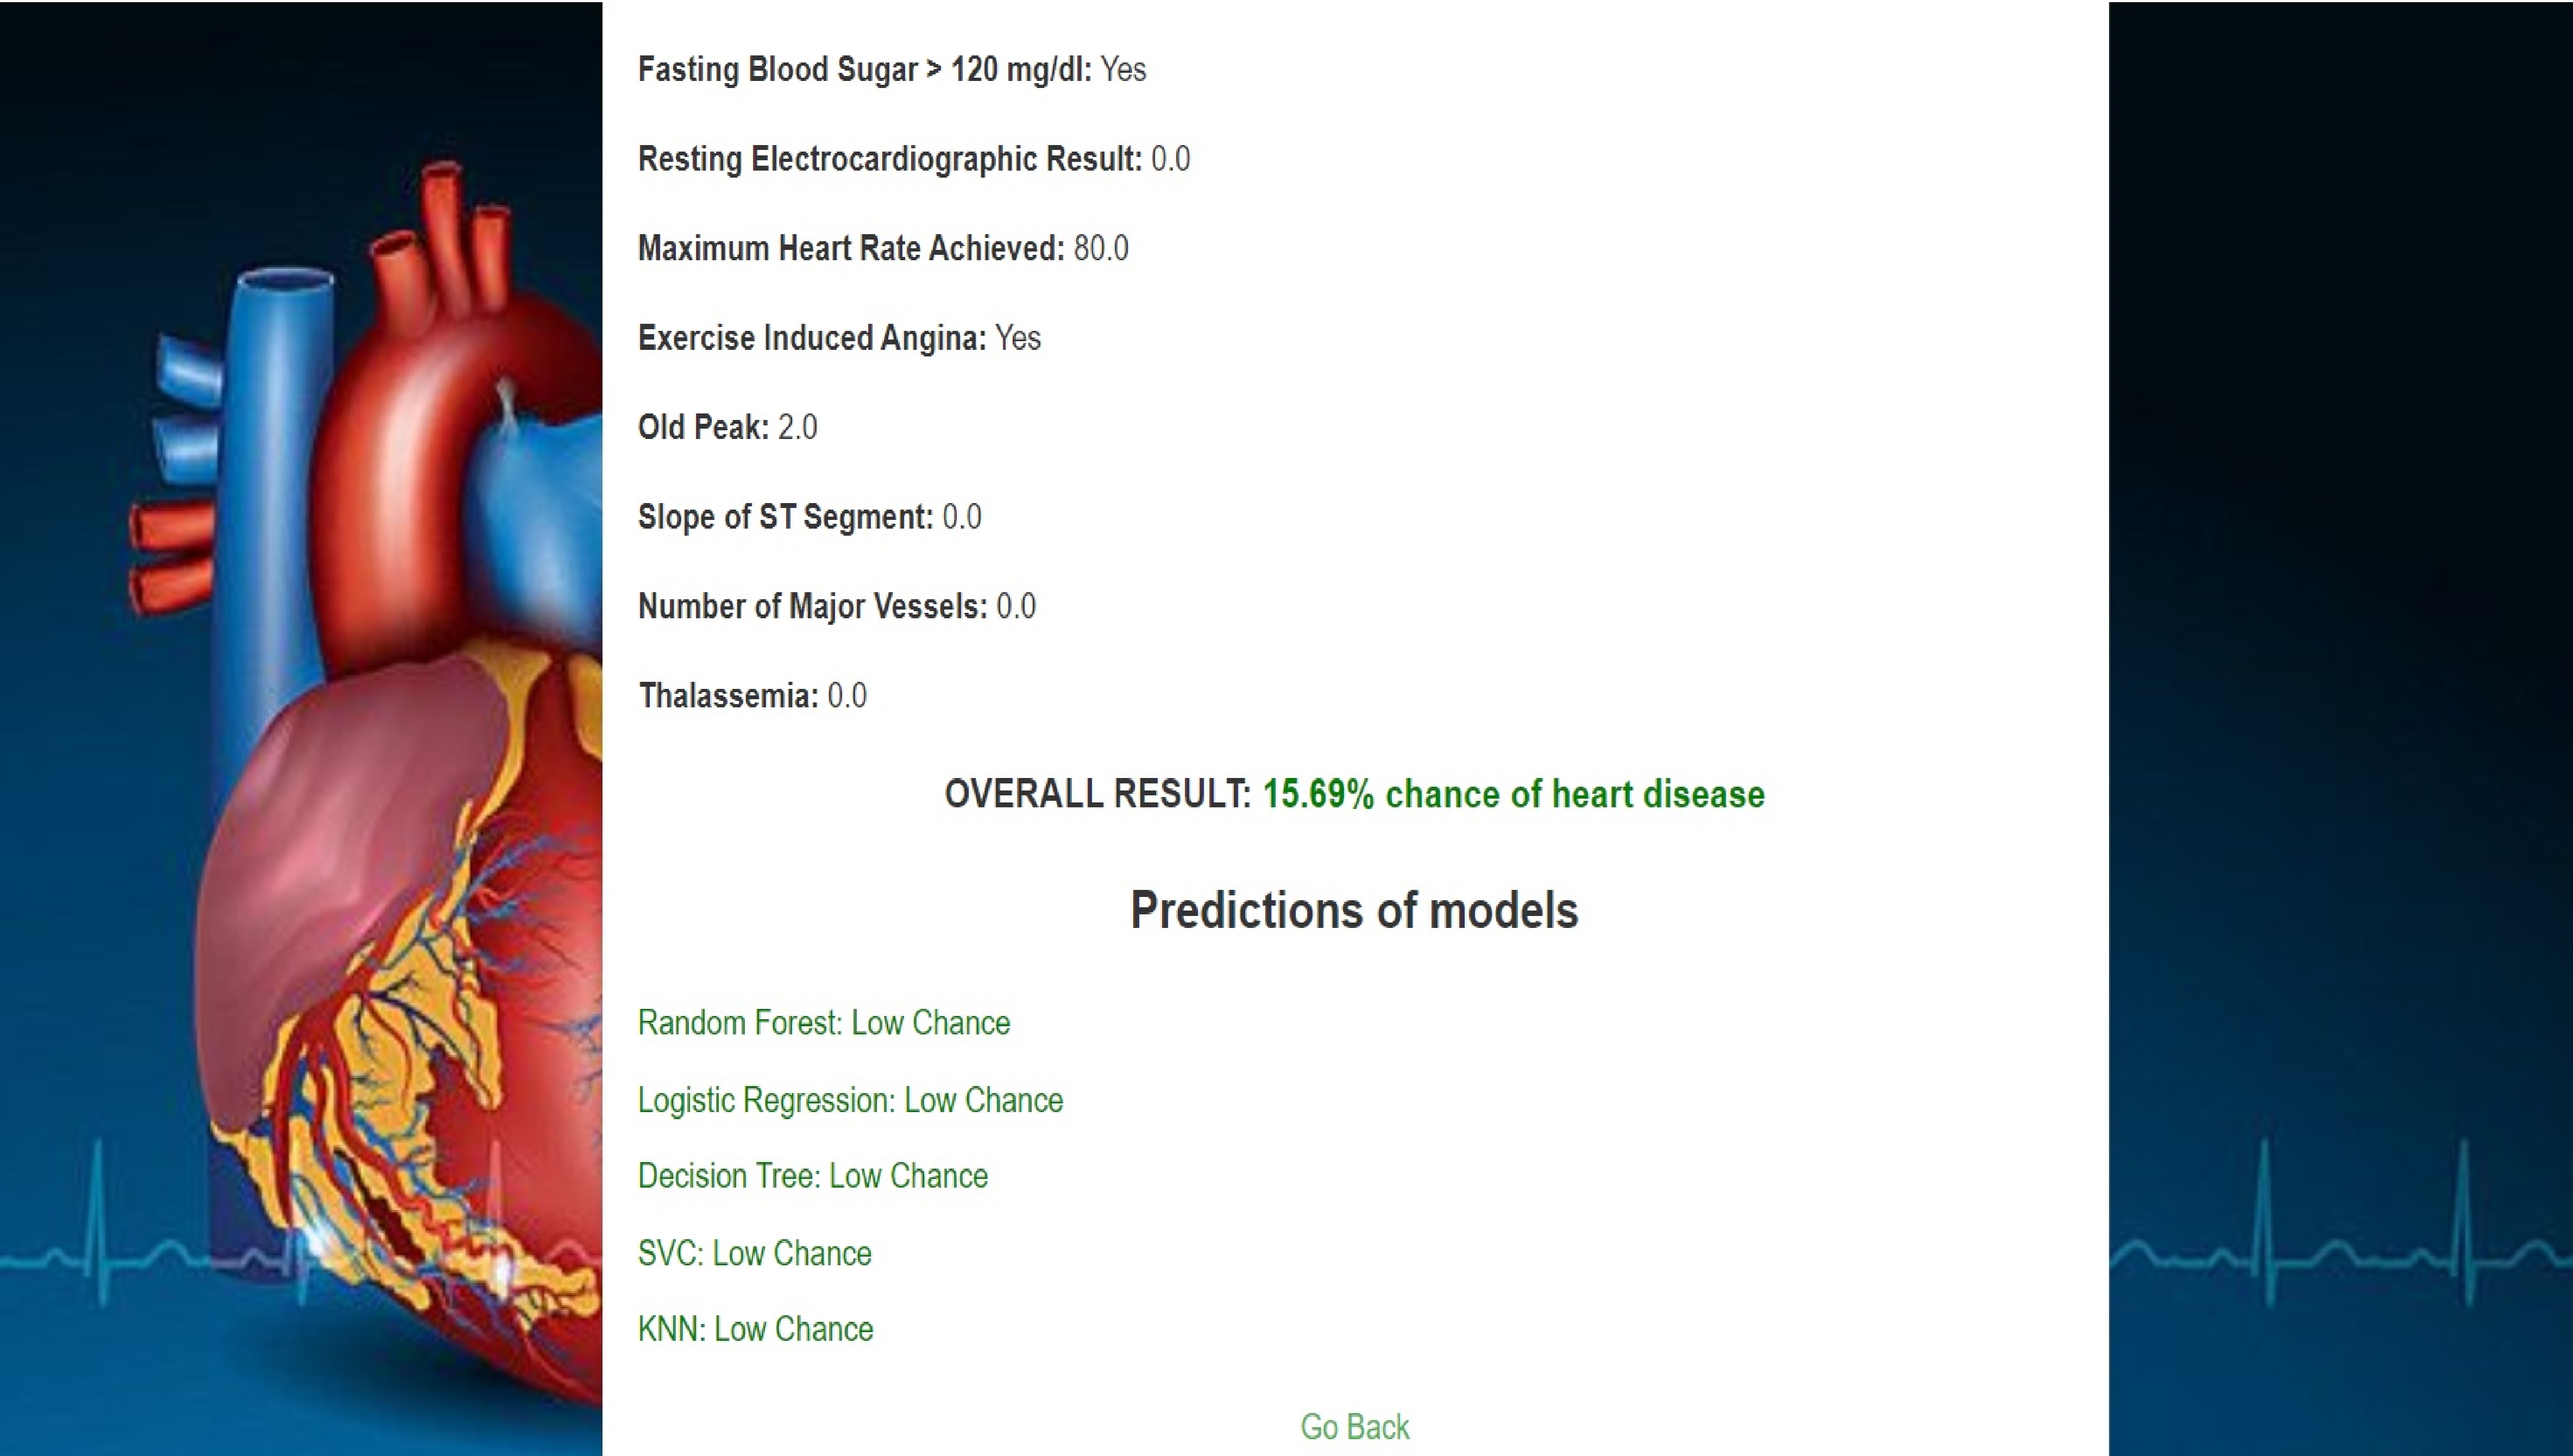 Fasting Blood Sugar > 120 mg/dl: Yes
Resting Electrocardiographic Result: 0.0
Maximum Heart Rate Achieved: 80.0
Exercise Induced Angina: Yes
Old Peak: 2.0
Slope of ST Segment: 0.0
Number of Major Vessels: 0.0
Thalassemia: 0.0
OVERALL RESULT: 15.69% chance of heart disease
Predictions of models
Random Forest: Low Chance
Logistic Regression: Low Chance
Decision Tree: Low Chance
SVC: Low Chance
KNN: Low Chance
Go Back